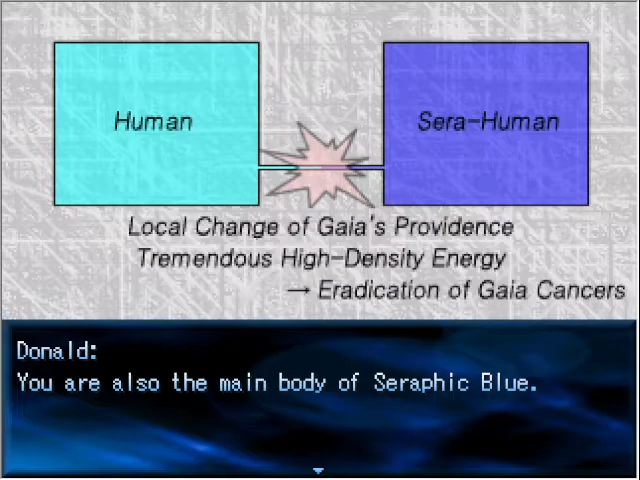 Human
Sera-Human
Local Change of Gaia's Providence
Tremendous High-Density Energy
→ Eradication of Gaia Cancers
Donald:
You are also the main body of Seraphic Blue.